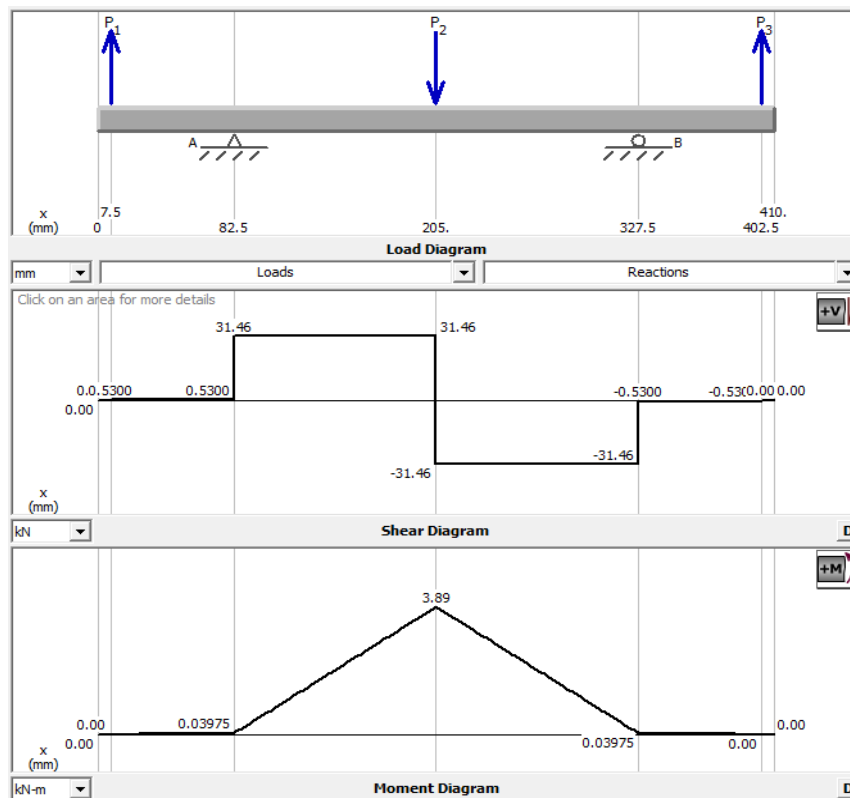 P1 P2 P3
A B
x 7.5 410.
(mm) 0 82.5 205. 327.5 402.5
Load Diagram
mm Loads Reactions
Click on an area for more details
+V
31.46 31.46
0.0.5300 0.5300 -0.5300 -0.53(0.00 0.00
0.00
-31.46 -31.46
x
(mm)
kN Shear Diagram D
+M
3.89
0.00 0.03975 0.00
0.00 0.03975 0.00
x
(mm)
kN-m Moment Diagram D